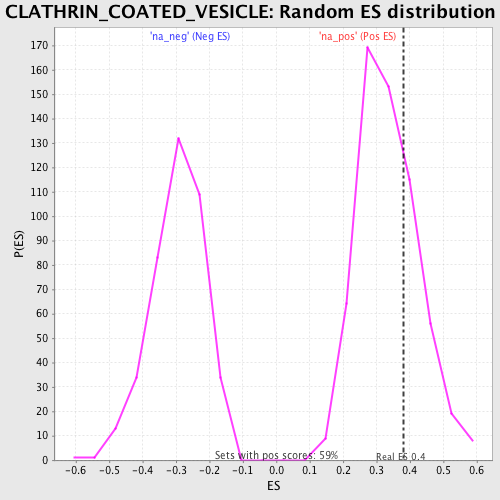 CLATHRIN_COATED_VESICLE: Random ES distribution
'na_neg' (Neg ES) 'na_pos' (Pos ES)
170
160
150
140
130
120
110
100
90
80
70
60
50
40
30
20
10
0
P(ES)
Sets with pos scores: 59%
Real ES 0.4
-0.6 -0.5 -0.4 -0.3 -0.2 -0.1 0.0 0.1 0.2 0.3 0.4 0.5 0.6
ES